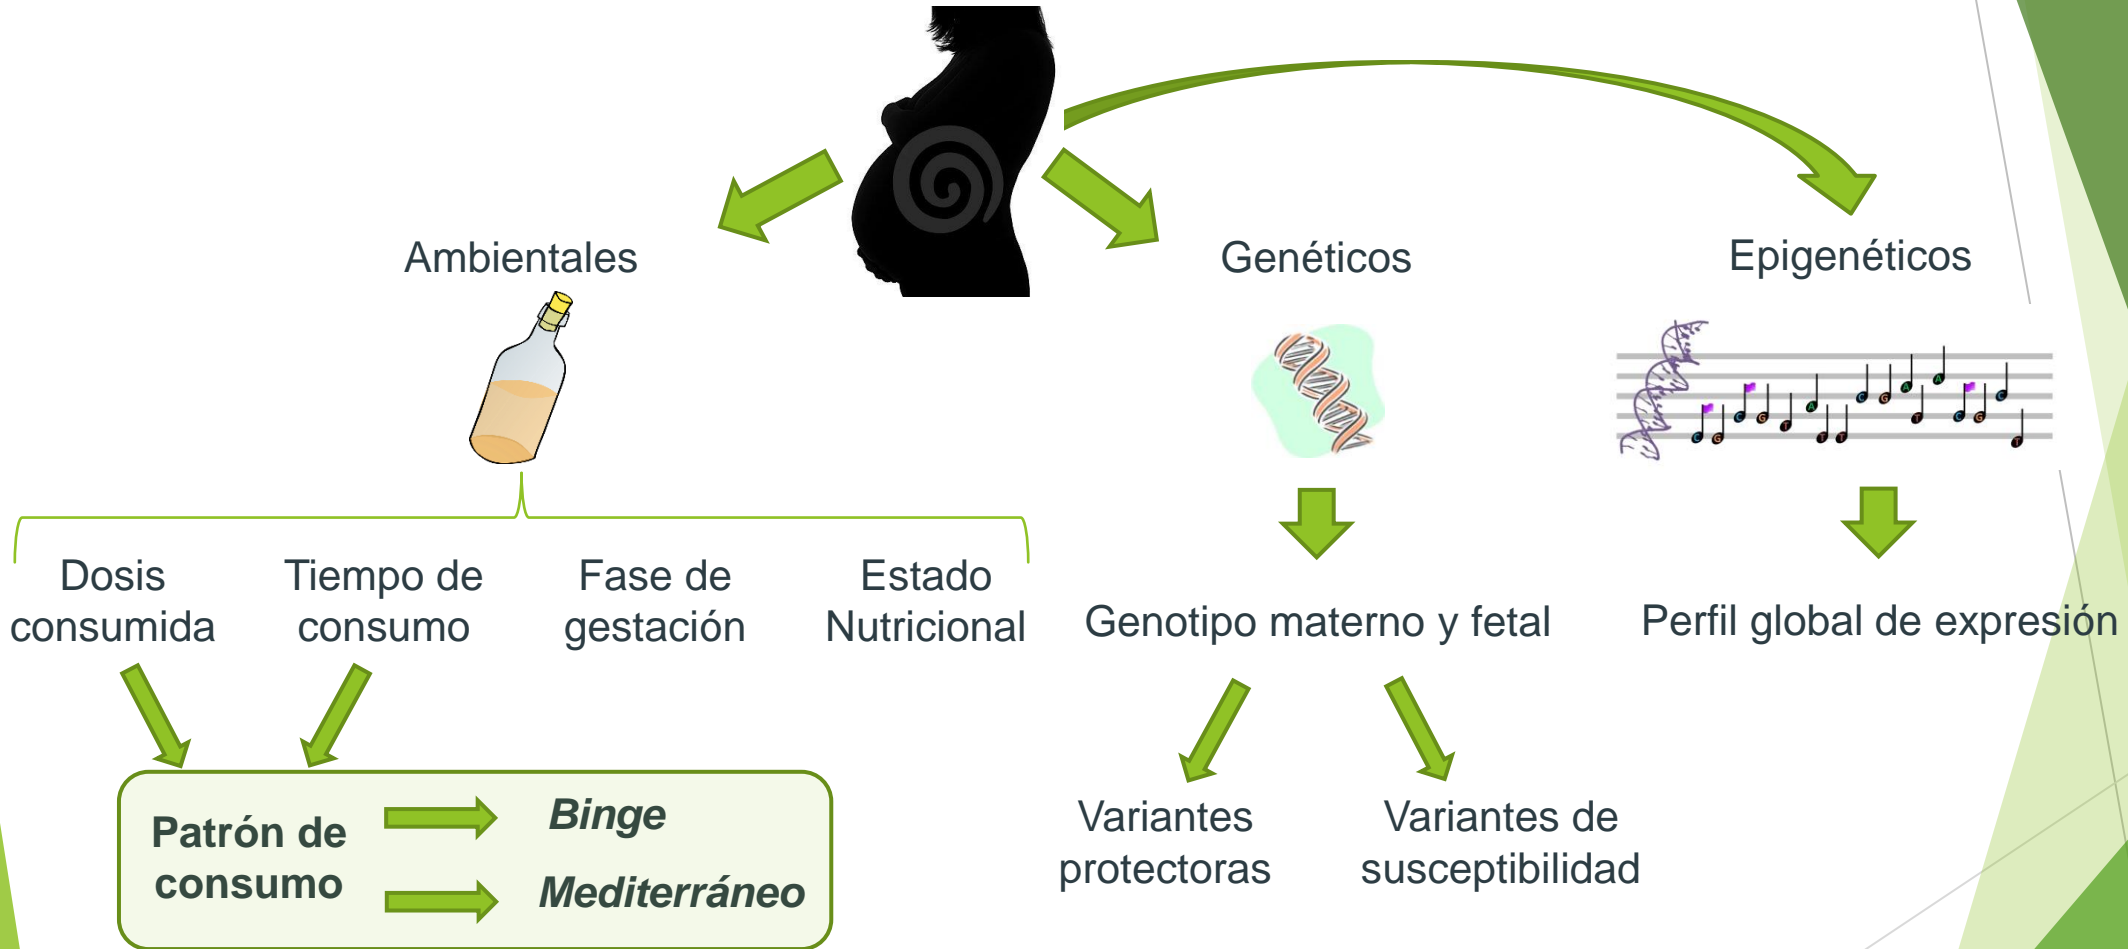 Ambientales
Genéticos
Epigenéticos
Dosis
consumida
Tiempo de
consumo
Fase de
gestación
Estado
Nutricional
Genotipo materno y fetal
Perfil global de expresión
Patrón de
consumo
Binge
Mediterráneo
Variantes
protectoras
Variantes de
susceptibilidad
C G C G T A T T C G A T A C G C T